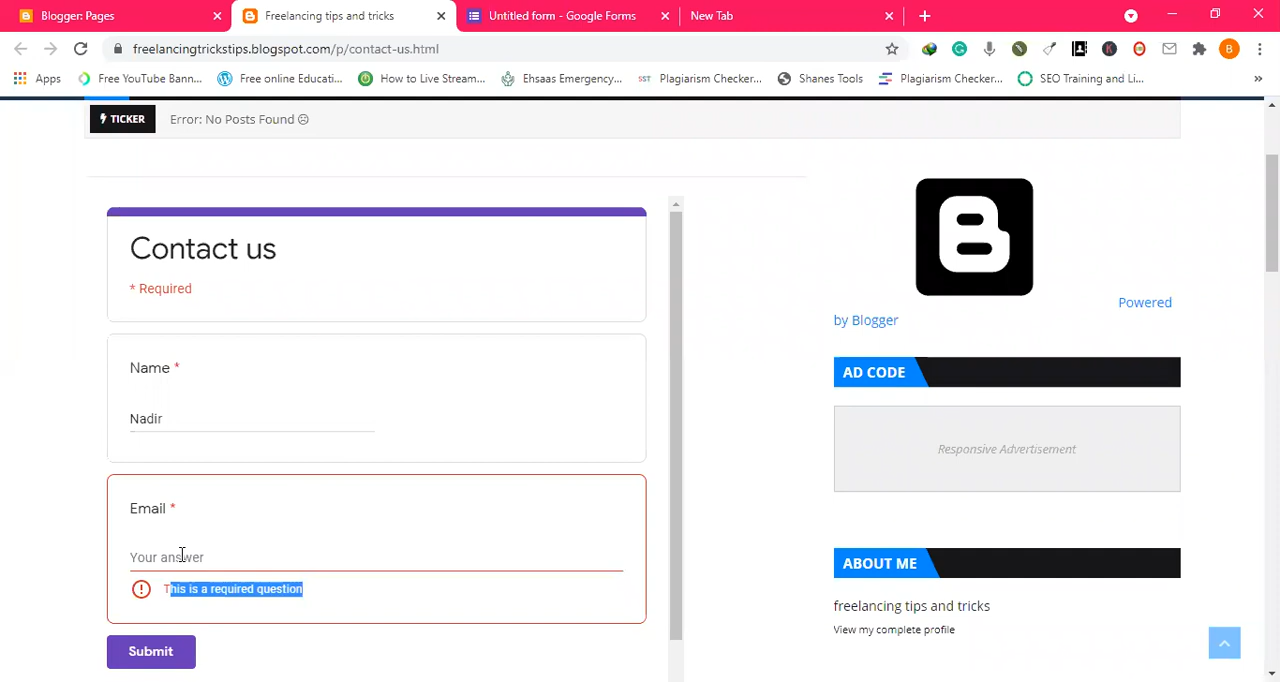 Blogger: Pages
Freelancing tips and tricks
Untitled form - Google Forms
New Tab
freelancingtrickstips.blogspot.com/p/contact-us.html
B
Apps
Free YouTube Bann...
Free online Educati...
How to Live Stream...
Ehsaas Emergency,...
SST
Plagiarism Checker...
Shanes Tools
Plagiarism Checker...
SEO Training and Li...
»
TICKER
Error: No Posts Found ☹
Contact us
* Required
Name *
Nadir
Email *
Your answer
This is a required question
Submit
Powered
by Blogger
AD CODE
Responsive Advertisement
ABOUT ME
freelancing tips and tricks
View my complete profile